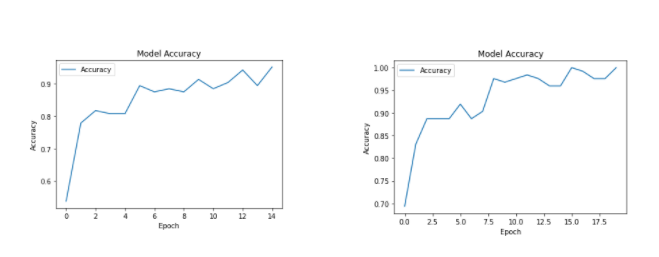 Model Accuracy
Accuracy
0.9
0.8
0.7
0.6
Accuracy
0 2 4 6 8 10 12 14
Epoch
Model Accuracy
Accuracy
1.00
0.95
0.90
0.85
0.80
0.75
0.70
Accuracy
0.0 2.5 5.0 7.5 10.0 12.5 15.0 17.5
Epoch